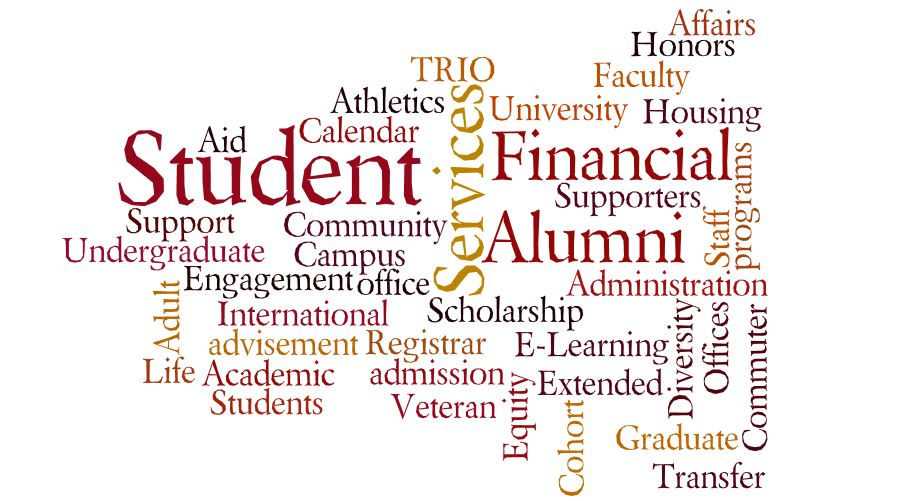 Affairs
Honors
TRIO
Faculty
Athletics
University
Housing
Calendar
Aid
Student
Services
Financial
programs
Supporters
Support
Community
Alumni
Staff
Undergraduate
Campus
Engagement
office
Administration
Adult
International
Scholarship
advisement
Registrar
E-Learning
Diversity
Offices
Commuter
Life
Academic
admission
Extended
Students
Veteran
Equity
Cohort
Graduate
Transfer